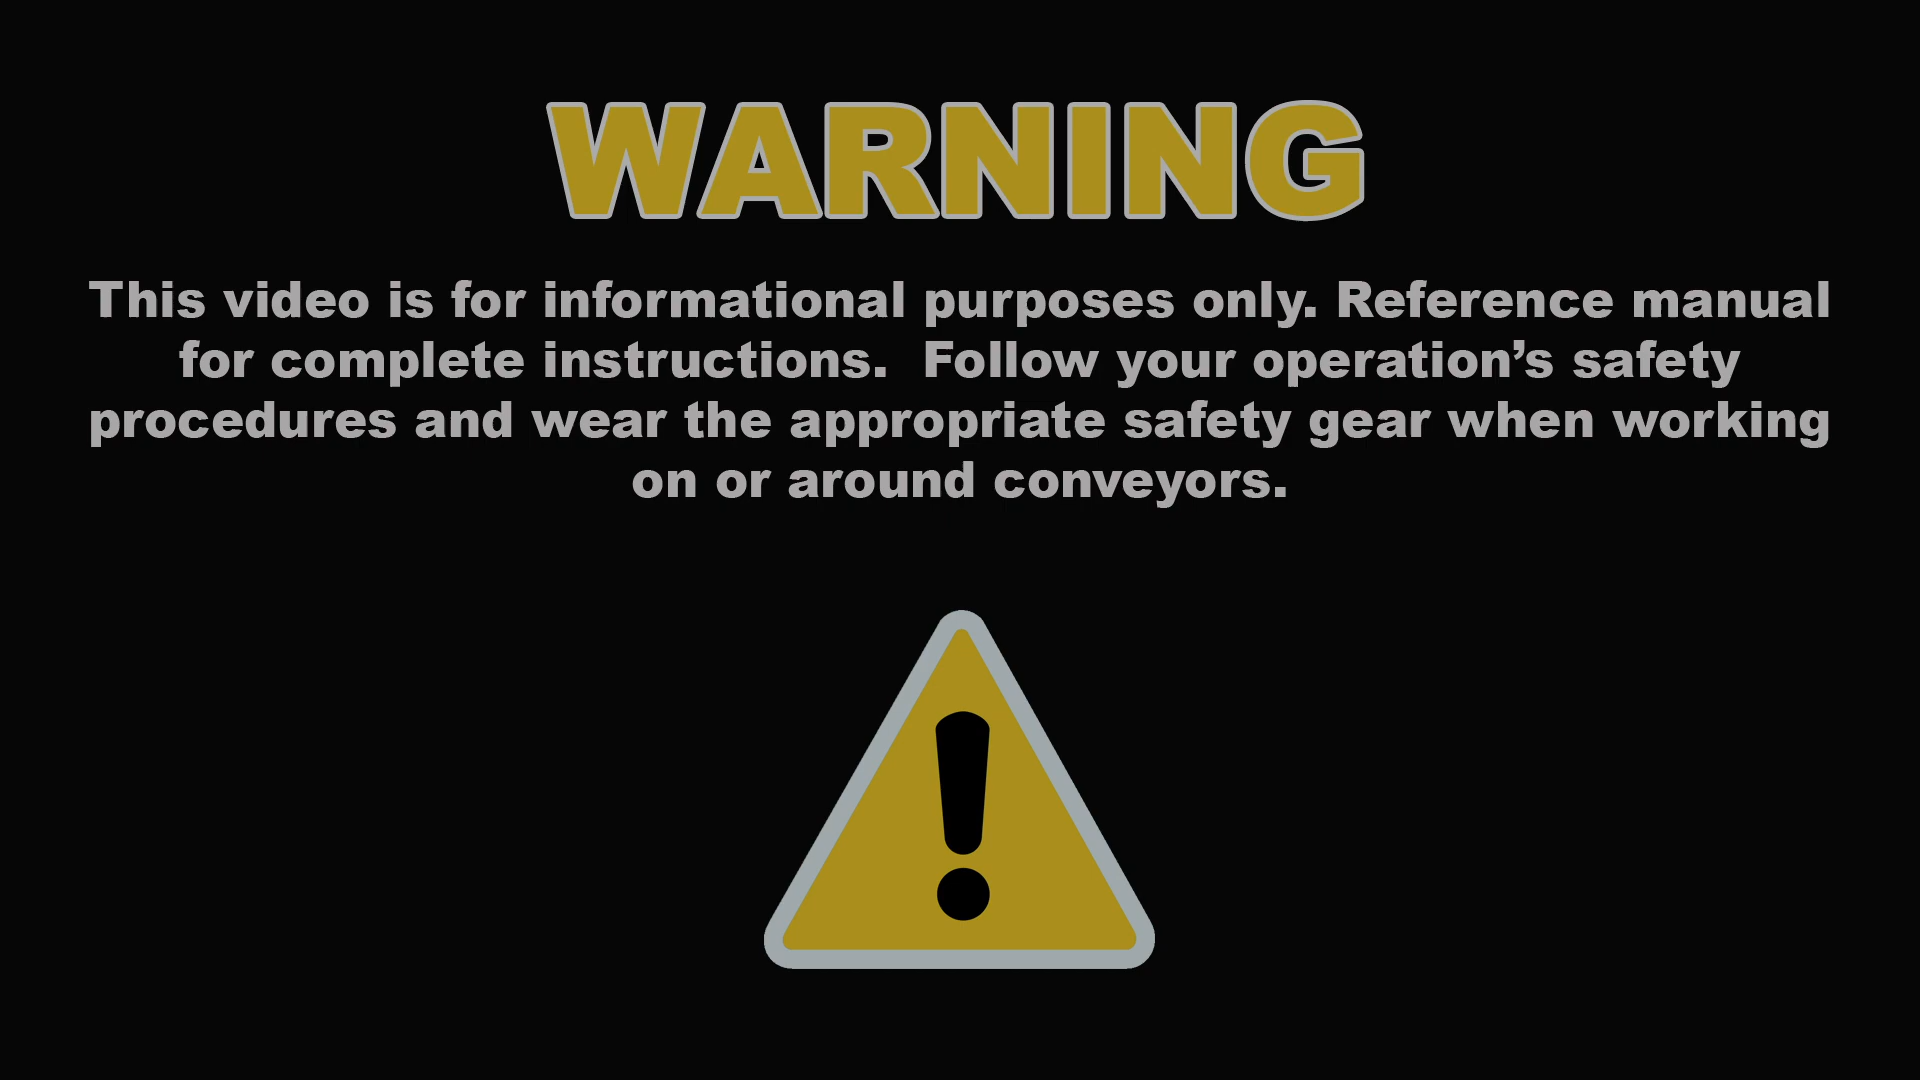 WARNING
This video is for informational purposes only. Reference manual
for complete instructions.  Follow your operation’s safety
procedures and wear the appropriate safety gear when working
on or around conveyors.